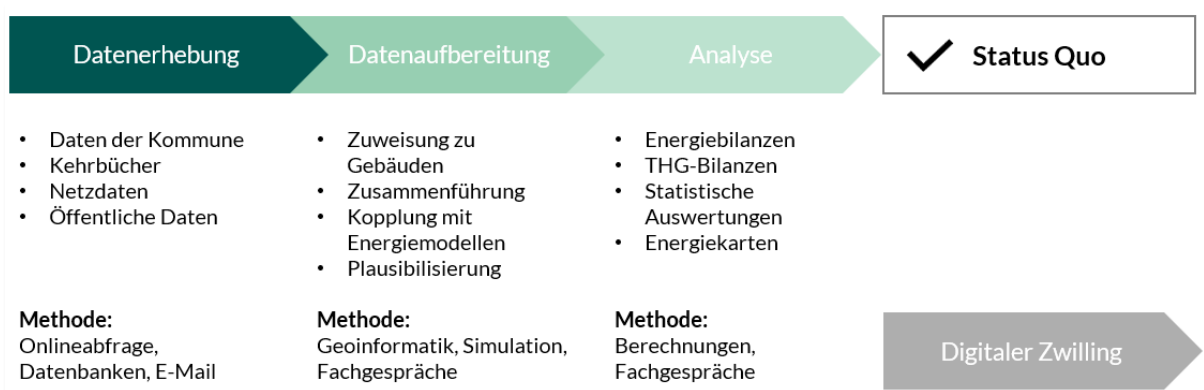 Datenerhebung
Datenaufbereitung
Analyse
Status Quo
• Daten der Kommune
• Kehrbücher
• Netzdaten
• Öffentliche Daten
• Zuweisung zu
Gebäuden
• Zusammenführung
• Kopplung mit
Energiemodellen
• Plausibilisierung
• Energiebilanzen
• THG-Bilanzen
• Statistische
Auswertungen
• Energiekarten
Methode:
Onlineabfrage,
Datenbanken, E-Mail
Methode:
Geoinformatik, Simulation,
Fachgespräche
Methode:
Berechnungen,
Fachgespräche
Digitaler Zwilling